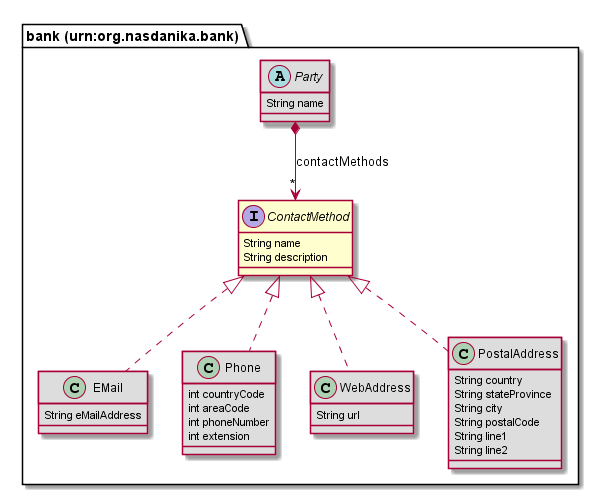 bank (urn:org.nasdanika.bank)
A Party
String name
contactMethods
*
I ContactMethod
String name
String description
C EMail
String eMailAddress
C Phone
int countryCode
int areaCode
int phoneNumber
int extension
C WebAddress
String url
C PostalAddress
String country
String stateProvince
String city
String postalCode
String line1
String line2